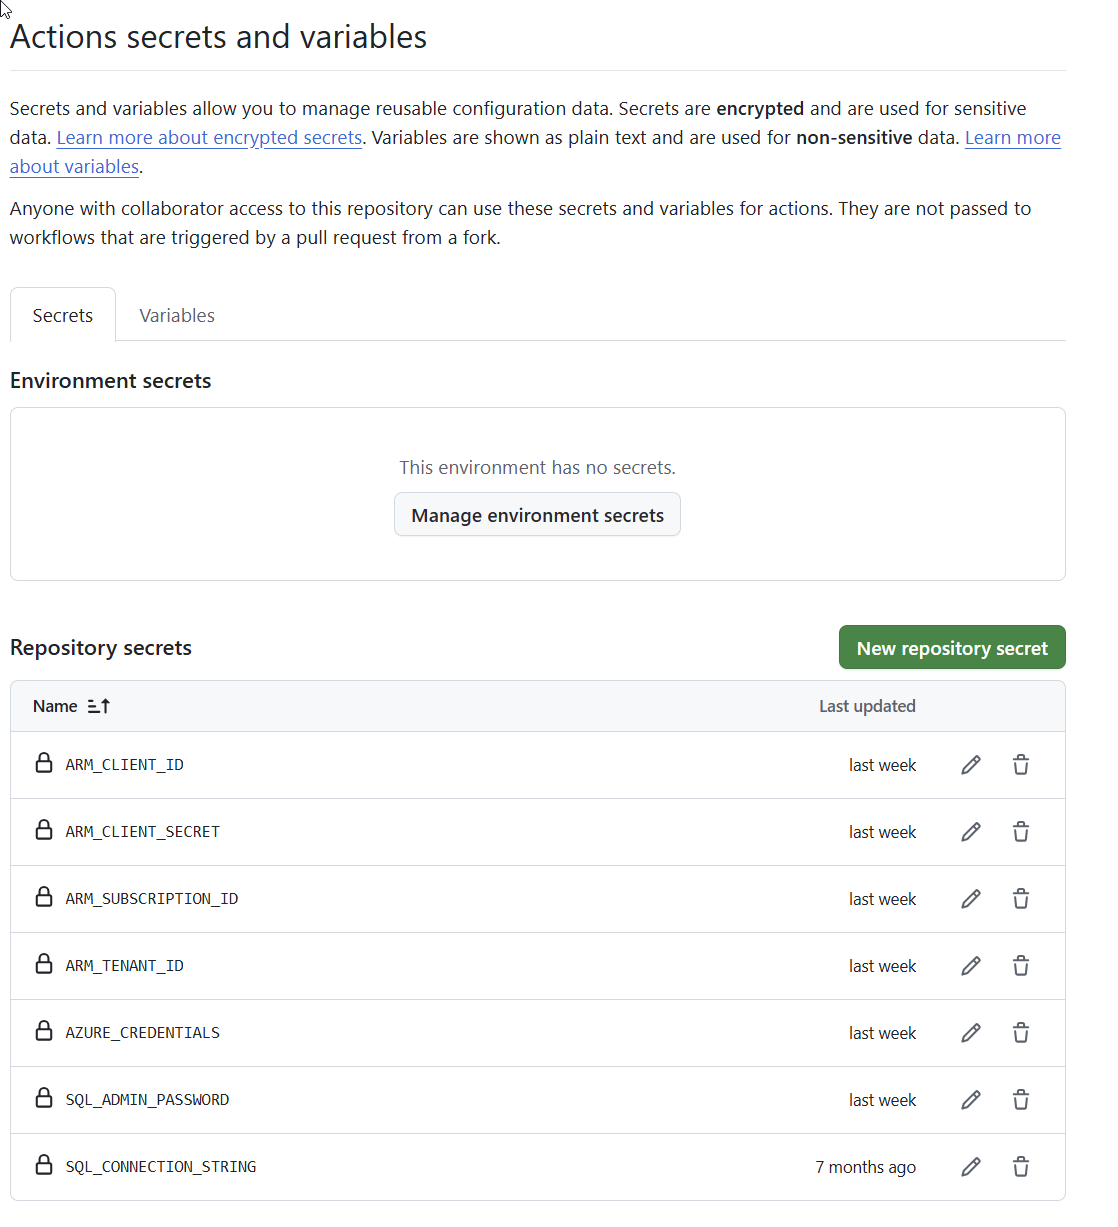 Actions secrets and variables
Secrets and variables allow you to manage reusable configuration data. Secrets are encrypted and are used for sensitive
data. Learn more about encrypted secrets. Variables are shown as plain text and are used for non-sensitive data. Learn more
about variables.
Anyone with collaborator access to this repository can use these secrets and variables for actions. They are not passed to
workflows that are triggered by a pull request from a fork.
Secrets Variables
Environment secrets
This environment has no secrets.
Manage environment secrets
Repository secrets New repository secret
Name Last updated
ARM_CLIENT_ID last week
ARM_CLIENT_SECRET last week
ARM_SUBSCRIPTION_ID last week
ARM_TENANT_ID last week
AZURE_CREDENTIALS last week
SQL_ADMIN_PASSWORD last week
SQL_CONNECTION_STRING 7 months ago